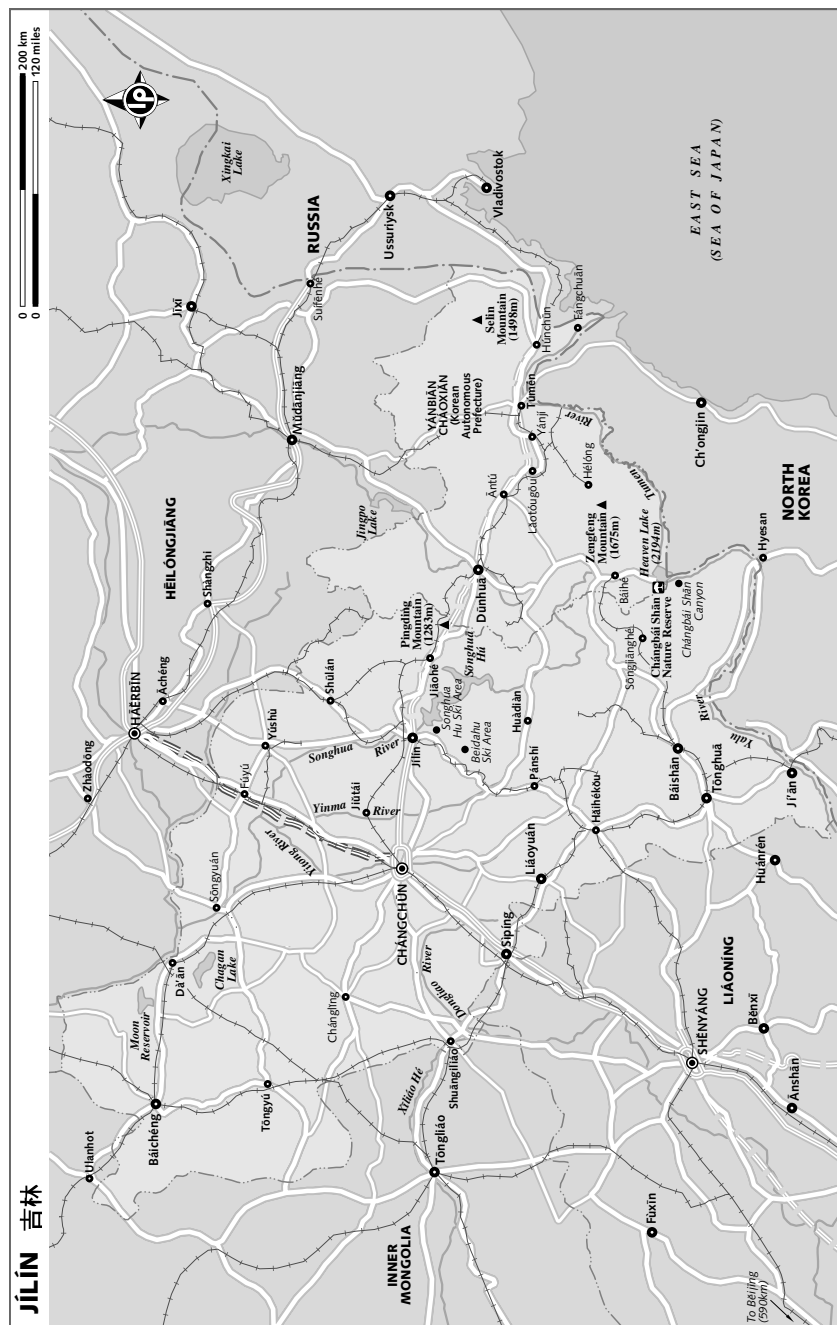 JÍLÍN 吉林
0 200 km
0 120 miles
lp
Ulanhot
Báichéng
Moon
Reservoir
Dà'ān
Chagan
Lake
Sōngyuán
Tōngyú
Zhàodōng
HĀĚRBĪN
Āchéng
Shàngzhì
HĒILÓNGJIĀNG
Jīxī
Xingkai
Lake
Mǔdānjiāng
Suífēnhé
RUSSIA
Ussuriysk
Vladivostok
Fúyú
Yúshù
Shūlán
Yitong River
Yinma
River
Jiǔtái
Songhua
River
Jílín
CHÁNGCHŪN
Chánglǐng
Jingpo
Lake
Pingding
Mountain
(1283m)
Jiāohé
Sōnghuā
Hú
Songhua
Hu Ski Area
Beidahu
Ski Area
Dūnhuà
YÁNBIĀN
CHÁOXIĀN
(Korean
Autonomous
Prefecture)
Selin
Mountain
(1498m)
Āntú
Lǎotóugōu
Yánjí
Túmén
Húnchūn
Fángchuān
EAST SEA
(SEA OF JAPAN)
INNER
MONGOLIA
Tōngliáo
Xiliáo Hé
Shuāngliáo
Dongliao
River
Sìpíng
Liáoyuán
Huàdiàn
Pánshí
Hǎihékǒu
Hélóng
Tumen
River
Zengfeng
Mountain
(1675m)
Heaven Lake
(2194m)
Báihé
Sōngjiānghé
Chángbái Shān
Nature Reserve
Chángbái Shān
Canyon
Ch'ongjin
NORTH
KOREA
Hyesan
Yalu
River
Báishān
Tōnghuà
Jí'ān
Huánrén
LIÁONÍNG
SHĚNYÁNG
Běnxī
Ānshān
Fùxīn
To Běijīng
(590km)